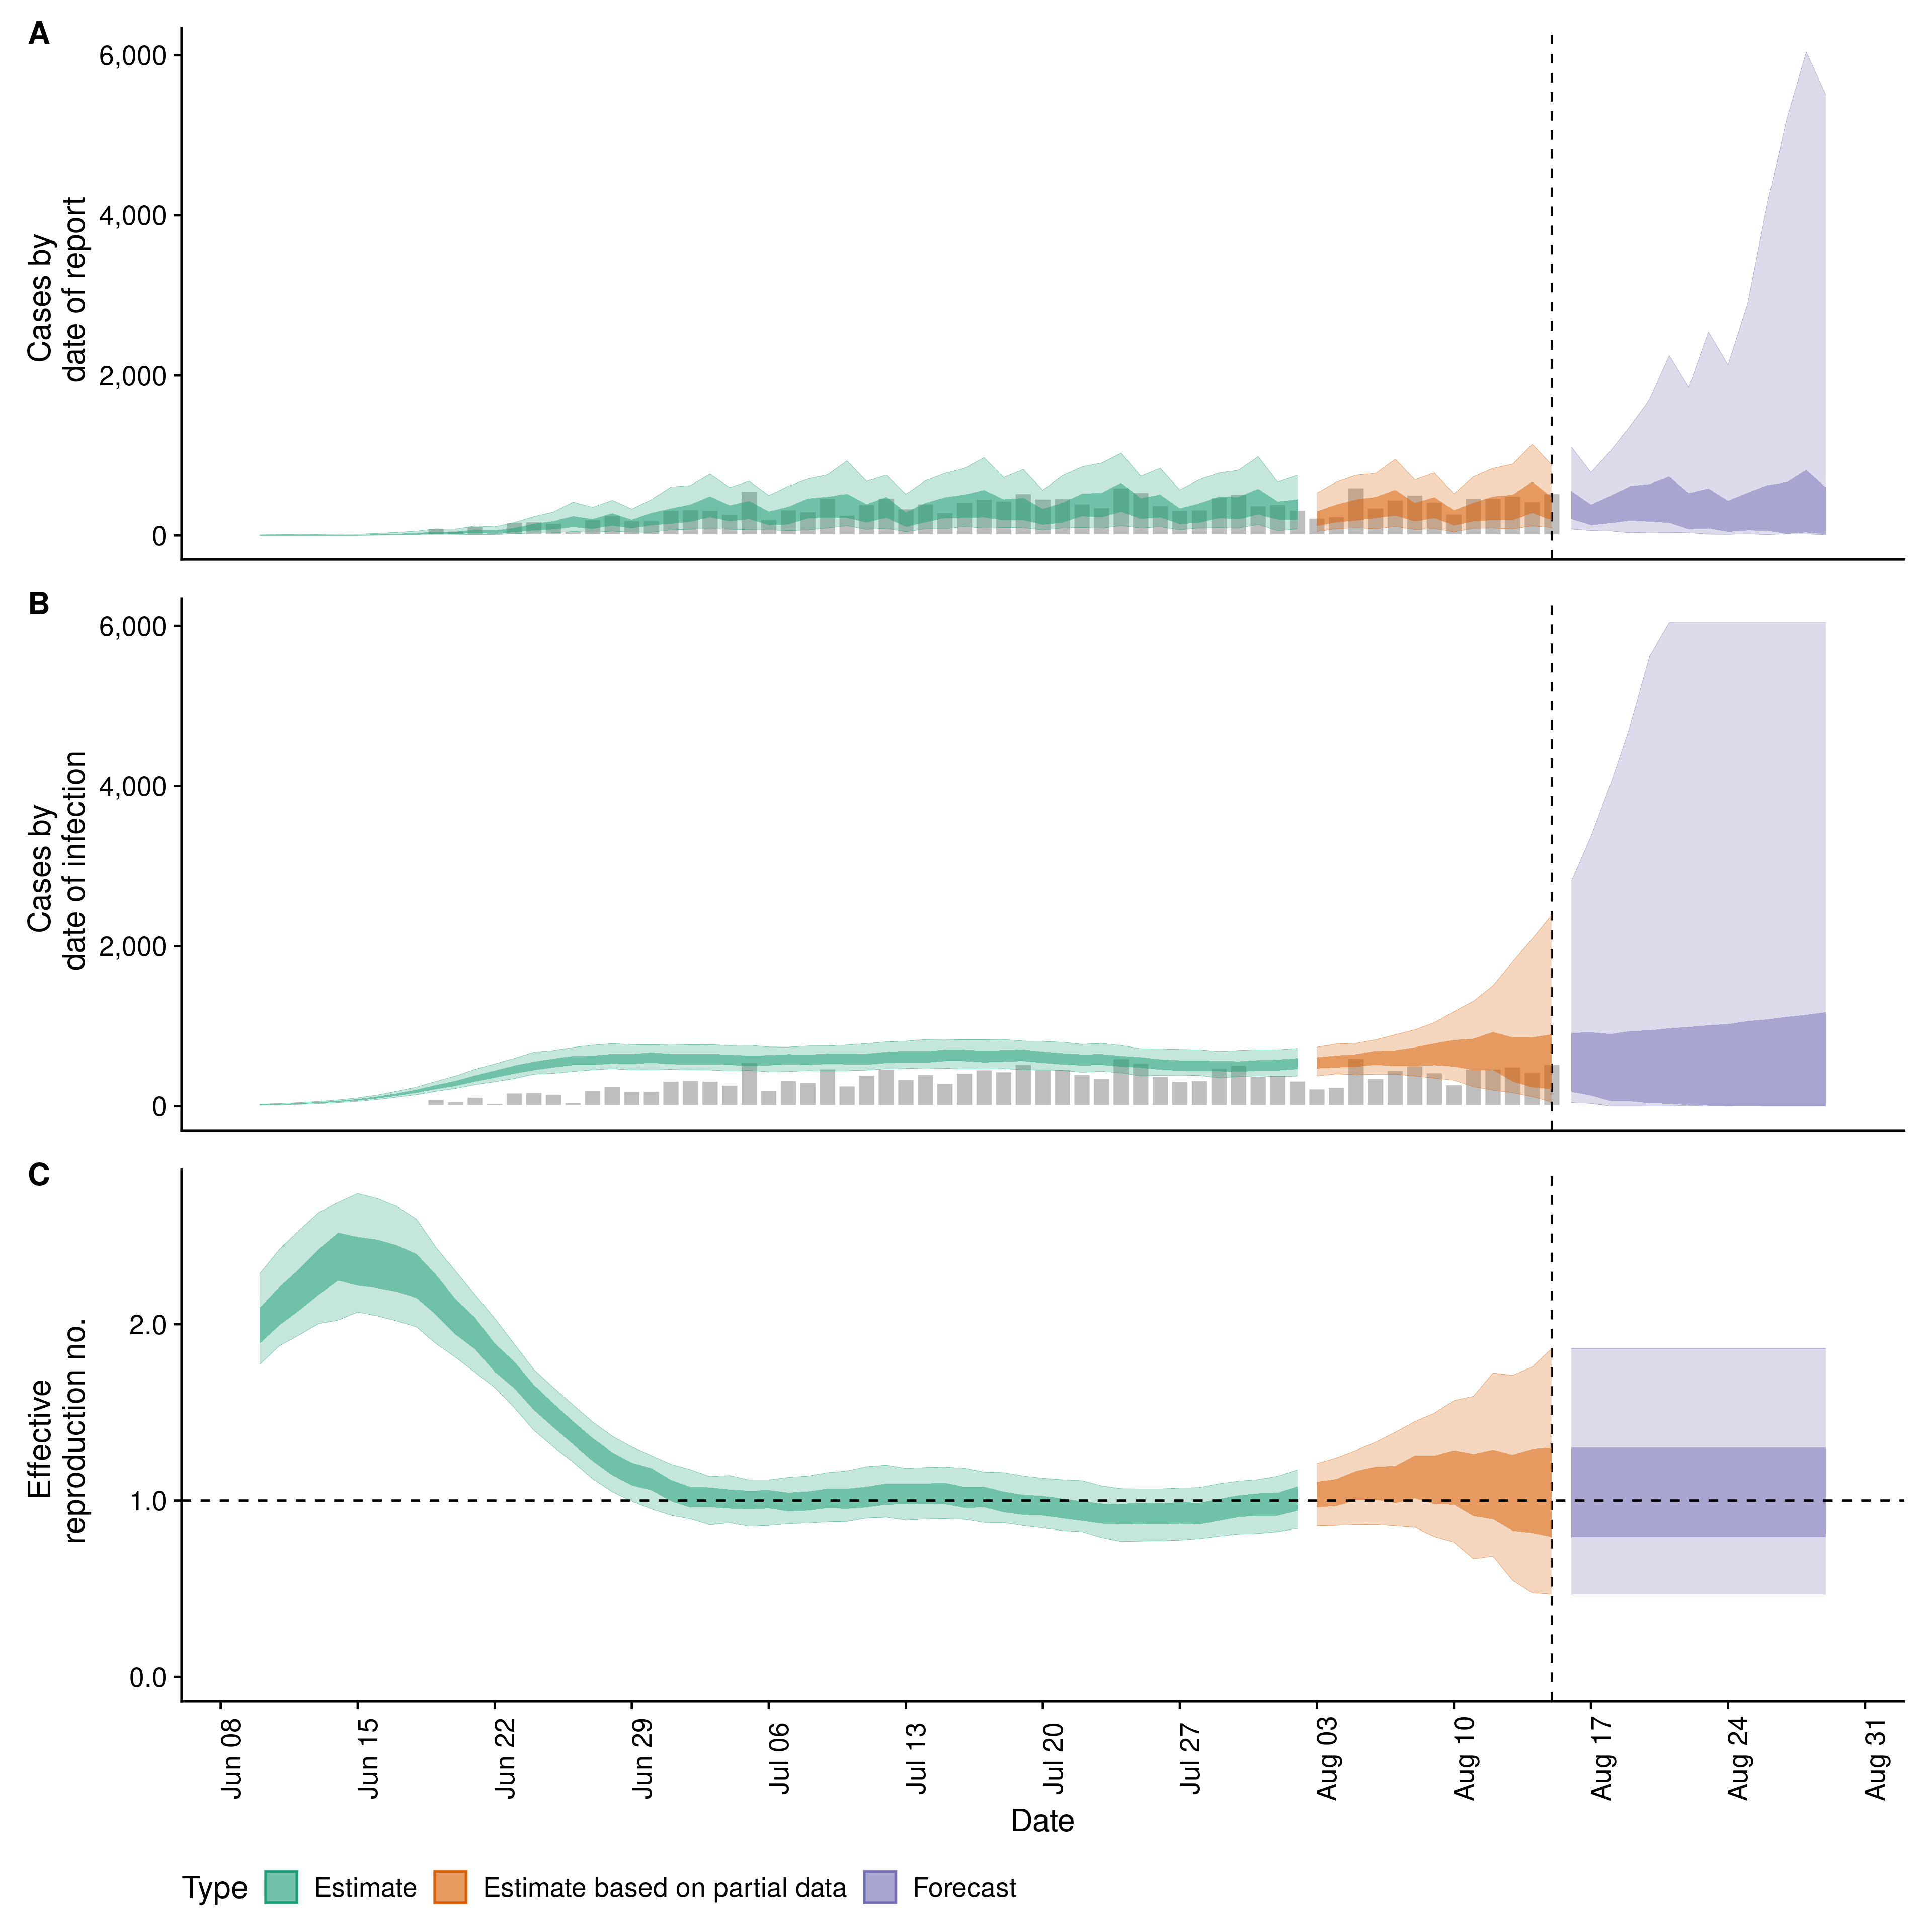 A
6,000
4,000
2,000
0
Cases by
date of report
B
6,000
4,000
2,000
0
Cases by
date of infection
C
2.0
1.0
0.0
Effective
reproduction no.
Jun 08
Jun 15
Jun 22
Jun 29
Jul 06
Jul 13
Jul 20
Jul 27
Aug 03
Aug 10
Aug 17
Aug 24
Aug 31
Date
Type Estimate Estimate based on partial data Forecast